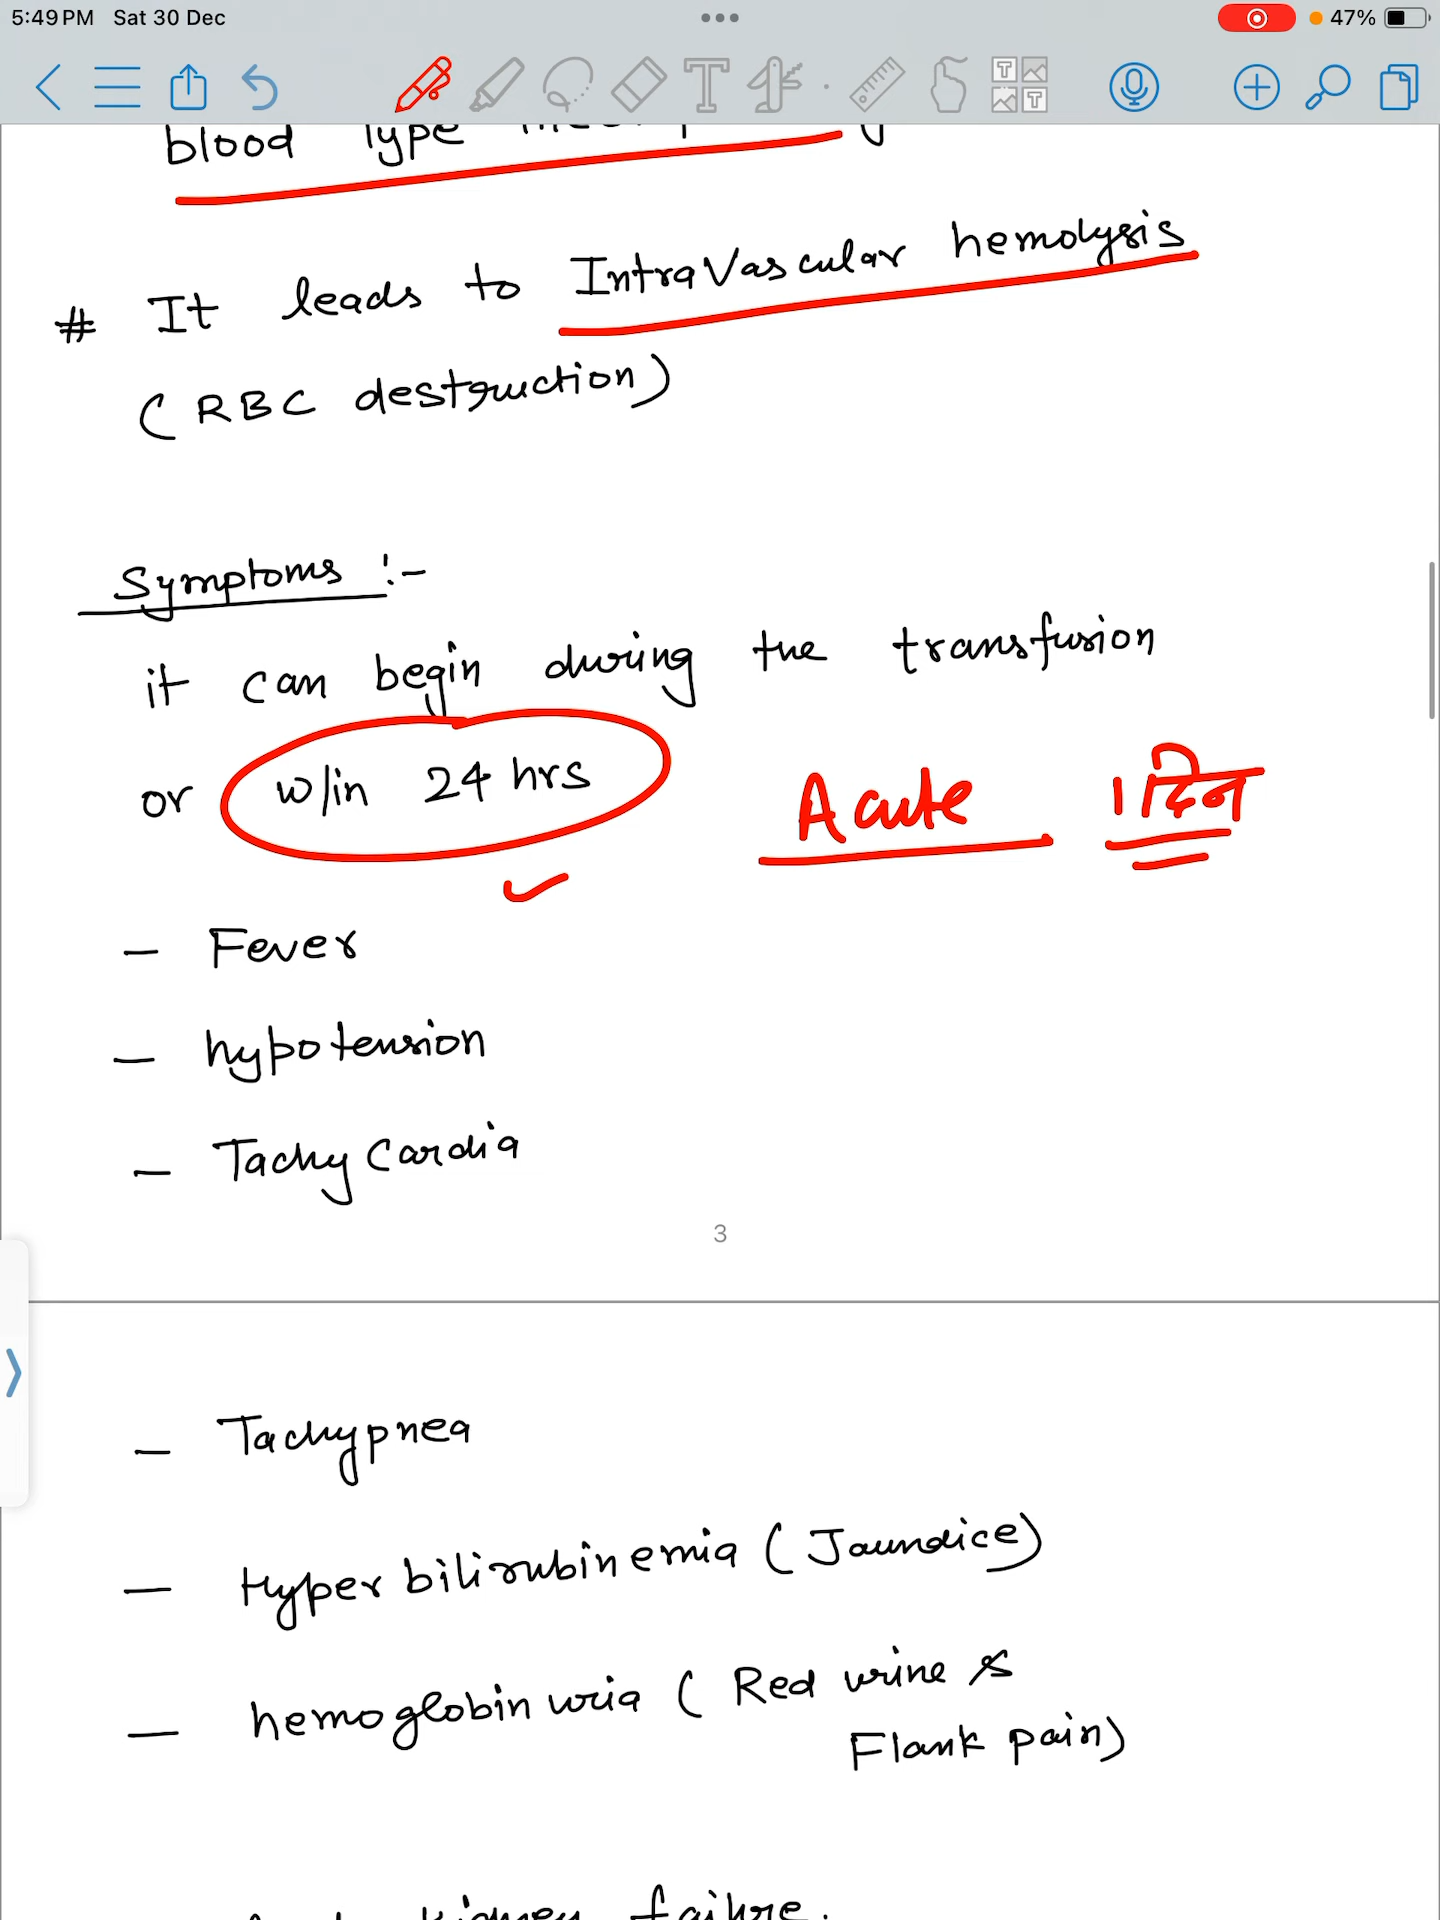 5:49 PM Sat 30 Dec
47%
blood Type
# It leads to IntraVascular hemolysis
(RBC destruction)
Symptoms :-
it can begin during the transfusion
or w/in 24 hrs Acute 1 दिन
- Fever
- hypotension
- Tachycardia
3
- Tachypnea
- Hyperbilirubinemia (Jaundice)
- hemoglobinuria (Red urine &
Flank pain)
kidney failure.